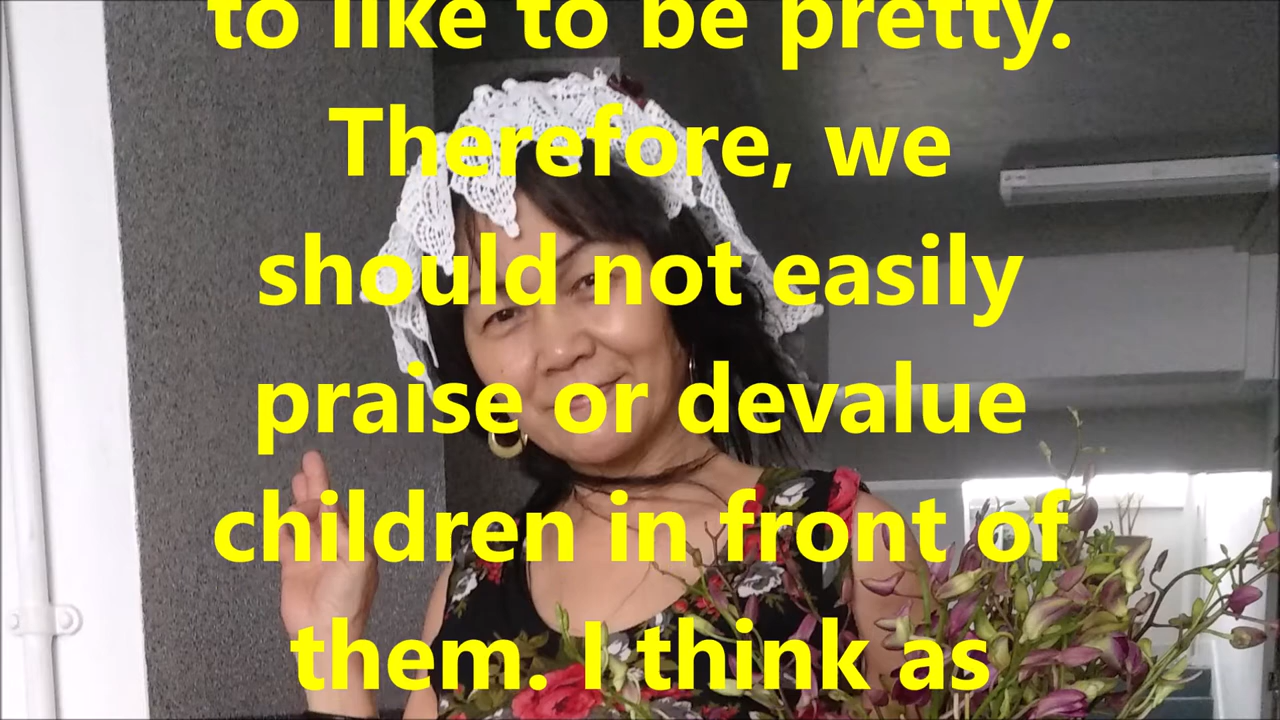 to like to be pretty.
Therefore, we
should not easily
praise or devalue
children in front of
them. I think as